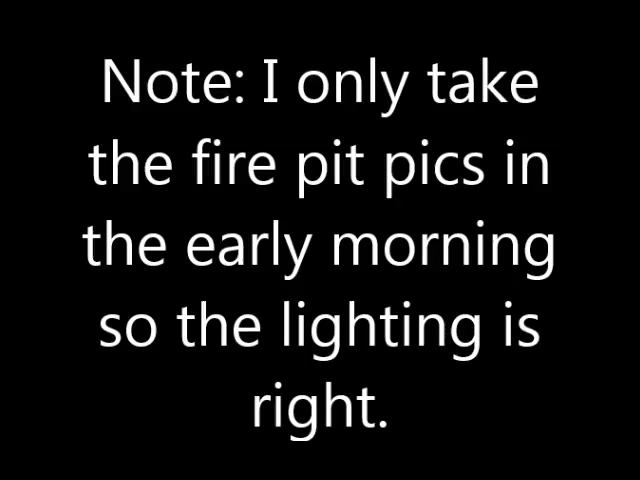 Note: I only take
the fire pit pics in
the early morning
so the lighting is
right.